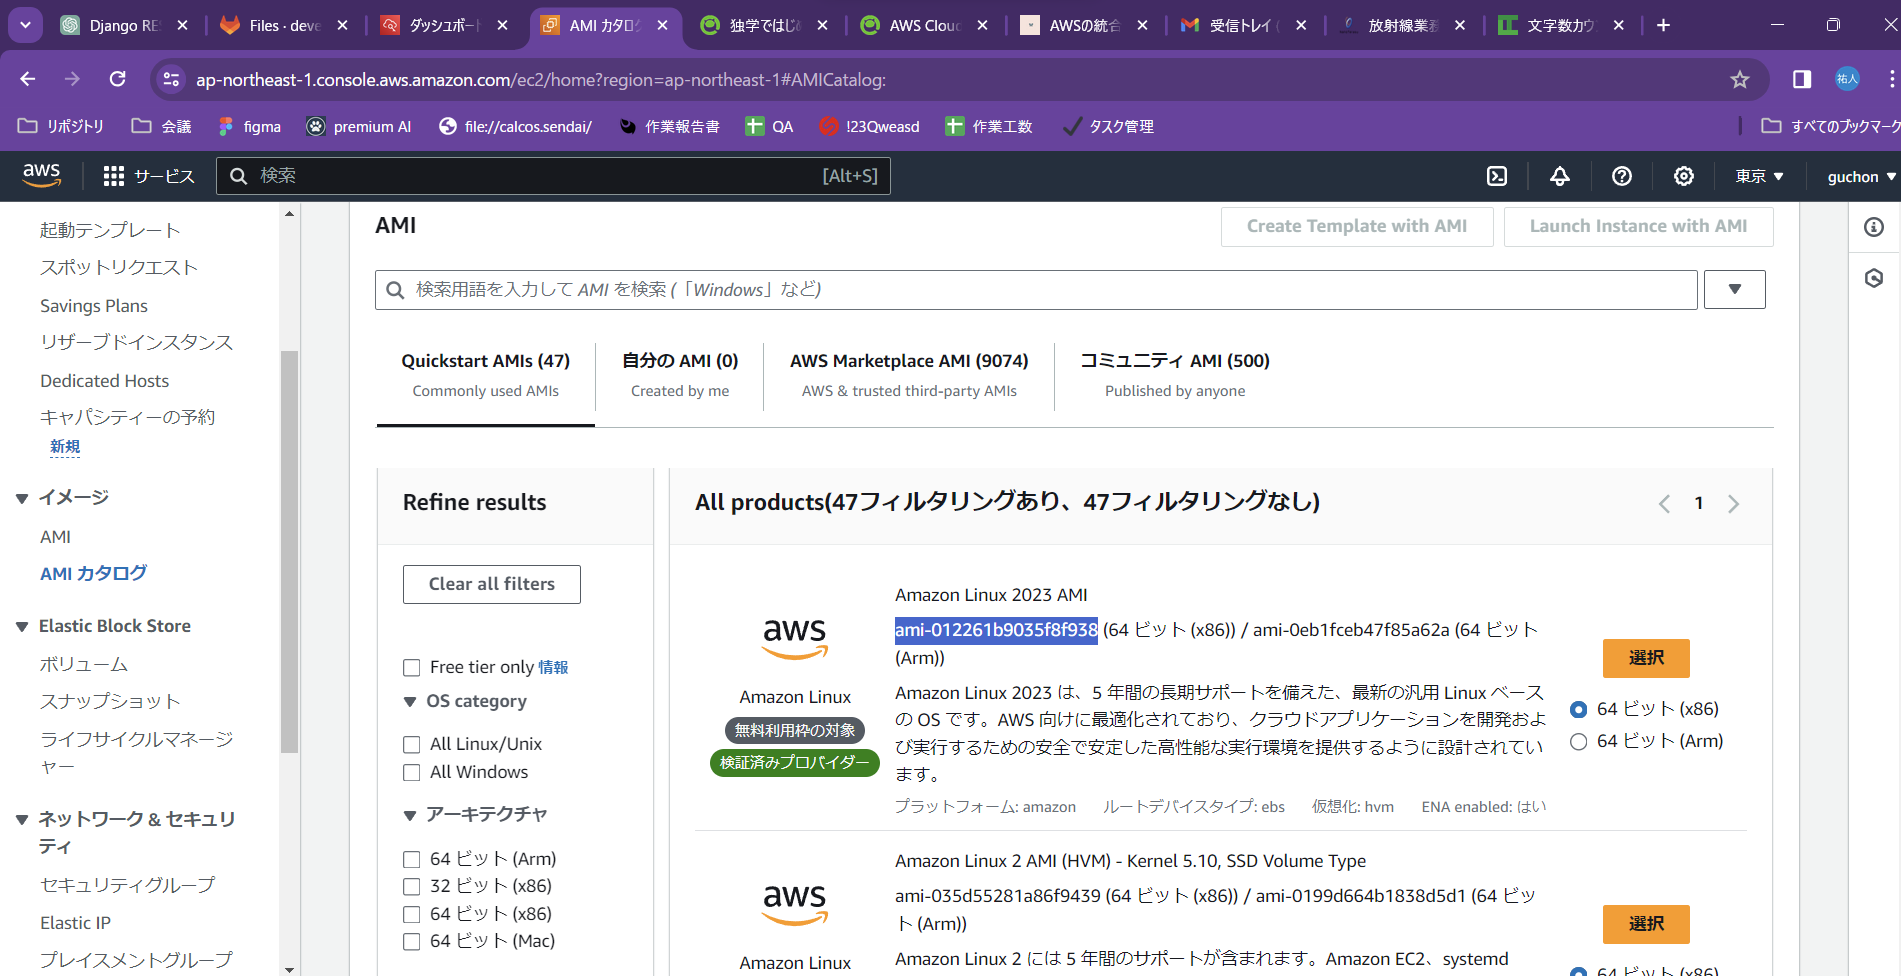 Django RE
Files · deve
ダッシュボード
AMI カタログ
独学ではじめ
AWS Clou
AWSの統合
受信トレイ (
放射線業務
文字数カウ
ap-northeast-1.console.aws.amazon.com/ec2/home?region=ap-northeast-1#AMICatalog:
祐人
リポジトリ
会議
figma
premium AI
file://calcos.sendai/
作業報告書
QA
!23Qweasd
作業工数
タスク管理
すべてのブックマーク
aws
サービス
検索
[Alt+S]
東京
guchon
起動テンプレート
スポットリクエスト
Savings Plans
リザーブドインスタンス
Dedicated Hosts
キャパシティーの予約
新規
イメージ
AMI
AMI カタログ
Elastic Block Store
ボリューム
スナップショット
ライフサイクルマネージ
ャー
ネットワーク & セキュリ
ティ
セキュリティグループ
Elastic IP
プレイスメントグループ
AMI
Create Template with AMI
Launch Instance with AMI
検索用語を入力して AMI を検索 (「Windows」など)
Quickstart AMIs (47)
Commonly used AMIs
自分の AMI (0)
Created by me
AWS Marketplace AMI (9074)
AWS & trusted third-party AMIs
コミュニティ AMI (500)
Published by anyone
Refine results
Clear all filters
Free tier only 情報
OS category
All Linux/Unix
All Windows
アーキテクチャ
64 ビット (Arm)
32 ビット (x86)
64 ビット (x86)
64 ビット (Mac)
All products(47フィルタリングあり、47フィルタリングなし)
1
aws
Amazon Linux
無料利用枠の対象
検証済みプロバイダー
Amazon Linux 2023 AMI
ami-012261b9035f8f938 (64 ビット (x86)) / ami-0eb1fceb47f85a62a (64 ビット
(Arm))
Amazon Linux 2023 は、5 年間の長期サポートを備えた、最新の汎用 Linux ベース
の OS です。AWS 向けに最適化されており、クラウドアプリケーションを開発およ
び実行するための安全で安定した高性能な実行環境を提供するように設計されてい
ます。
プラットフォーム: amazon ルートデバイスタイプ: ebs 仮想化: hvm ENA enabled: はい
選択
64 ビット (x86)
64 ビット (Arm)
aws
Amazon Linux
Amazon Linux 2 AMI (HVM) - Kernel 5.10, SSD Volume Type
ami-035d55281a86f9439 (64 ビット (x86)) / ami-0199d664b1838d5d1 (64 ビッ
ト (Arm))
Amazon Linux 2 には 5 年間のサポートが含まれます。Amazon EC2、systemd
選択
64 ビット (x86)